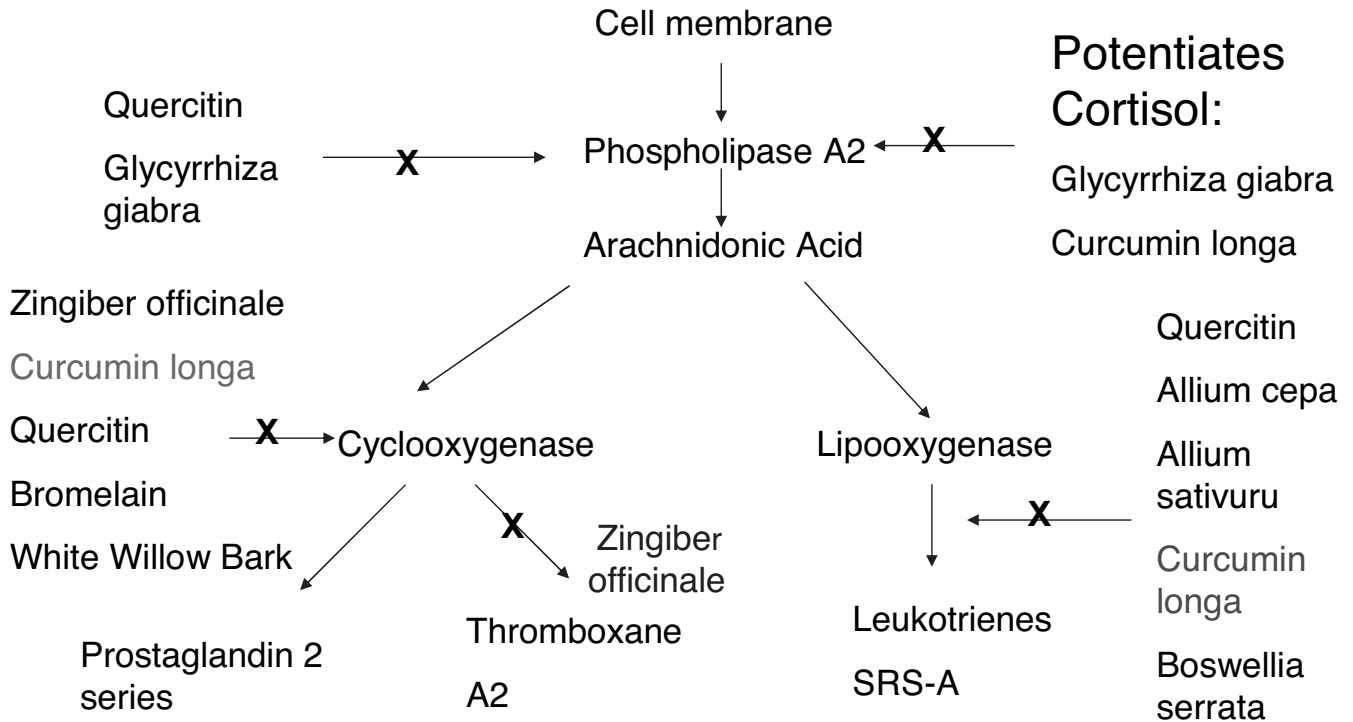 Cell membrane
Potentiates
Cortisol:
Quercitin
Glycyrrhiza
giabra
X
Phospholipase A2
X
Glycyrrhiza giabra
Curcumin longa
Arachnidonic Acid
Zingiber officinale
Curcumin longa
Quercitin
Bromelain
White Willow Bark
X
Cyclooxygenase
Lipooxygenase
Quercitin
Allium cepa
Allium
sativuru
Curcumin
longa
Boswellia
serrata
X
X
Zingiber
officinale
Prostaglandin 2
series
Thromboxane
A2
Leukotrienes
SRS-A